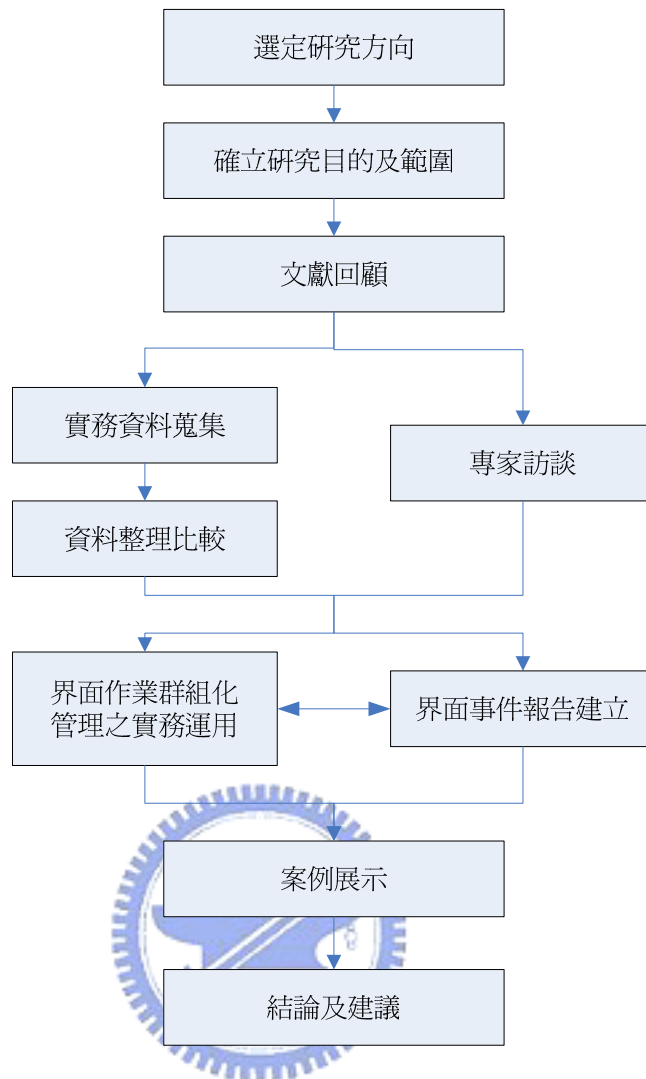 選定研究方向
確立研究目的及範圍
文獻回顧
實務資料蒐集
專家訪談
資料整理比較
界面作業群組化
管理之實務運用
界面事件報告建立
案例展示
結論及建議